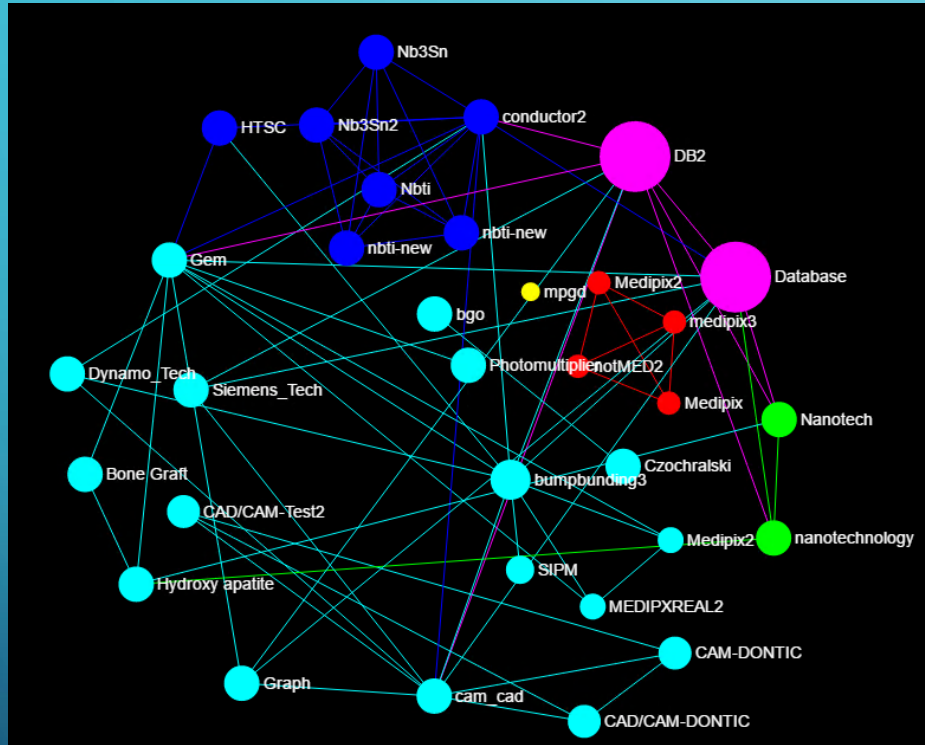 Nb3Sn
conductor2
HTSC
Nb3Sn2
DB2
Nbti
nbti-new
nbti-new
Gem
Database
Medipix2
mpgd
bgo
medipix3
Photomultiplier
notMED2
Dynamo_Tech
Siemens_Tech
Medipix
Nanotech
Czochralski
Bone Graft
bumpbunding3
CAD/CAM-Test2
Medipix2
nanotechnology
SIPM
Hydroxy apatite
MEDIPXREAL2
CAM-DONTIC
Graph
cam_cad
CAD/CAM-DONTIC